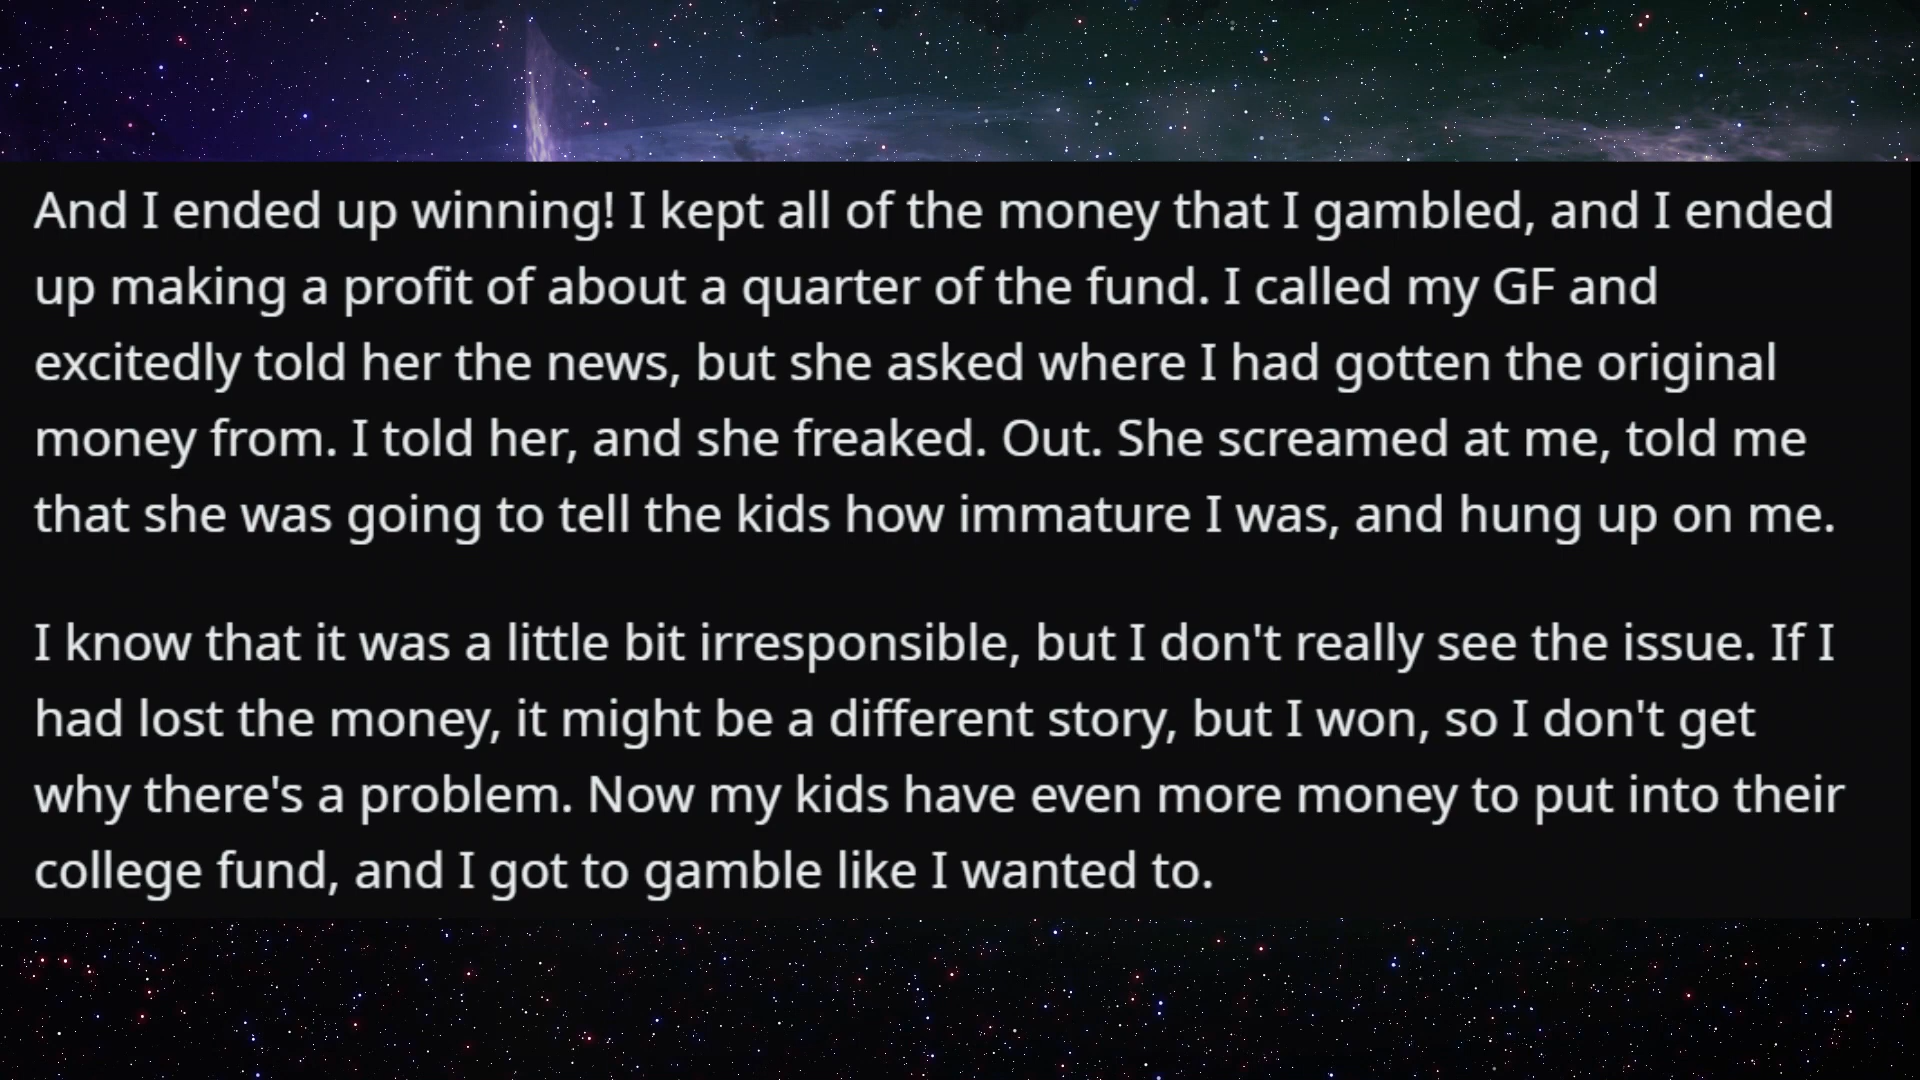 And I ended up winning! I kept all of the money that I gambled, and I ended
up making a profit of about a quarter of the fund. I called my GF and
excitedly told her the news, but she asked where I had gotten the original
money from. I told her, and she freaked. Out. She screamed at me, told me
that she was going to tell the kids how immature I was, and hung up on me.
I know that it was a little bit irresponsible, but I don't really see the issue. If I
had lost the money, it might be a different story, but I won, so I don't get
why there's a problem. Now my kids have even more money to put into their
college fund, and I got to gamble like I wanted to.